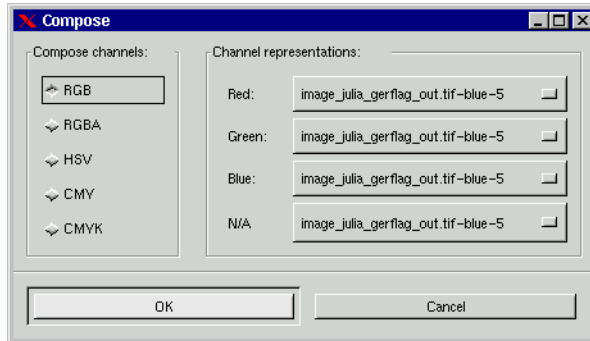 Compose
Compose channels:
RGB
RGBA
HSV
CMY
CMYK
Channel representations:
Red: image_julia_gerflag_out.tif-blue-5
Green: image_julia_gerflag_out.tif-blue-5
Blue: image_julia_gerflag_out.tif-blue-5
N/A image_julia_gerflag_out.tif-blue-5
OK Cancel